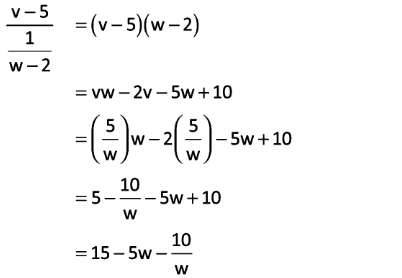 (v−5)/(1/(w−2)) = (v−5)(w−2)
= vw−2v−5w+10
= (5/w)w−2(5/w)−5w+10
= 5−10/w−5w+10
= 15−5w−10/w